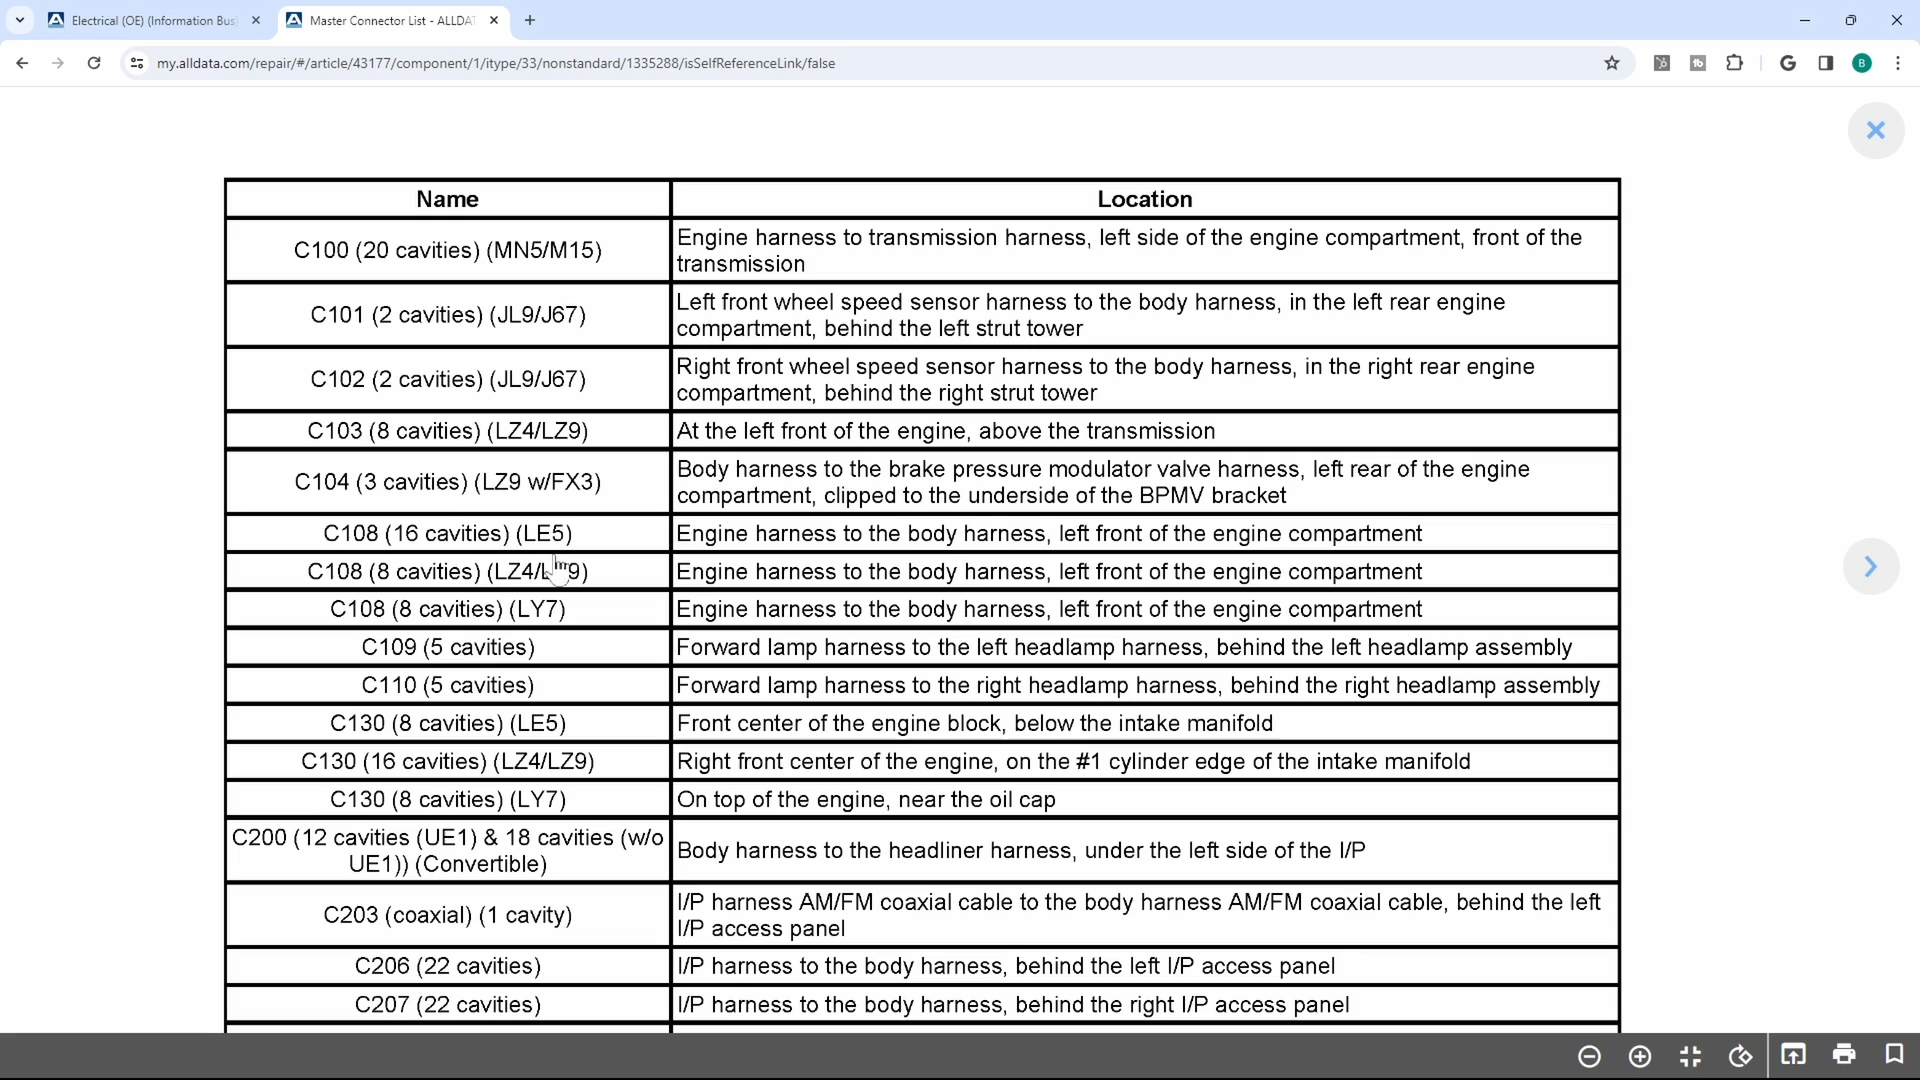 Electrical (OE) (Information Bus
Master Connector List - ALLDAT
my.alldata.com/repair/#/article/43177/component/1/itype/33/nonstandard/1335288/isSelfReferenceLink/false
B
Name
Location
C100 (20 cavities) (MN5/M15)
Engine harness to transmission harness, left side of the engine compartment, front of the
transmission
C101 (2 cavities) (JL9/J67)
Left front wheel speed sensor harness to the body harness, in the left rear engine
compartment, behind the left strut tower
C102 (2 cavities) (JL9/J67)
Right front wheel speed sensor harness to the body harness, in the right rear engine
compartment, behind the right strut tower
C103 (8 cavities) (LZ4/LZ9)
At the left front of the engine, above the transmission
C104 (3 cavities) (LZ9 w/FX3)
Body harness to the brake pressure modulator valve harness, left rear of the engine
compartment, clipped to the underside of the BPMV bracket
C108 (16 cavities) (LE5)
Engine harness to the body harness, left front of the engine compartment
C108 (8 cavities) (LZ4/LZ9)
Engine harness to the body harness, left front of the engine compartment
C108 (8 cavities) (LY7)
Engine harness to the body harness, left front of the engine compartment
C109 (5 cavities)
Forward lamp harness to the left headlamp harness, behind the left headlamp assembly
C110 (5 cavities)
Forward lamp harness to the right headlamp harness, behind the right headlamp assembly
C130 (8 cavities) (LE5)
Front center of the engine block, below the intake manifold
C130 (16 cavities) (LZ4/LZ9)
Right front center of the engine, on the #1 cylinder edge of the intake manifold
C130 (8 cavities) (LY7)
On top of the engine, near the oil cap
C200 (12 cavities (UE1) & 18 cavities (w/o
UE1)) (Convertible)
Body harness to the headliner harness, under the left side of the I/P
C203 (coaxial) (1 cavity)
I/P harness AM/FM coaxial cable to the body harness AM/FM coaxial cable, behind the left
I/P access panel
C206 (22 cavities)
I/P harness to the body harness, behind the left I/P access panel
C207 (22 cavities)
I/P harness to the body harness, behind the right I/P access panel